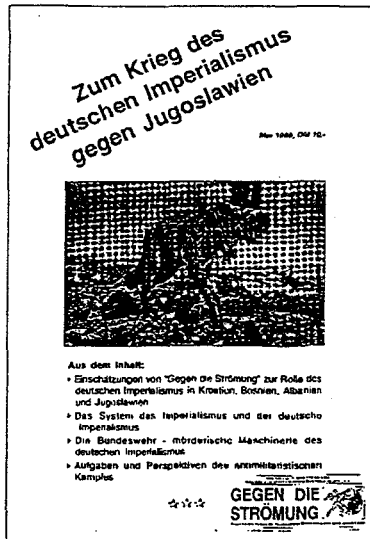 Zum Krieg des
deutschen Imperialismus
gegen Jugoslawien
1999, DM 10,-
Aus dem Inhalt:
Einschätzungen von "Gegen die Strömung" zur Rolle des
deutschen Imperialismus in Kroatien, Bosnien, Albanien
und Jugoslawien
Das System des Imperialismus und der deutsche
Imperialismus
Die Bundeswehr - mörderische Maschinerie des
deutschen Imperialismus
Aufgaben und Perspektiven des antimilitaristischen
Kampfes
GEGEN DIE
STRÖMUNG